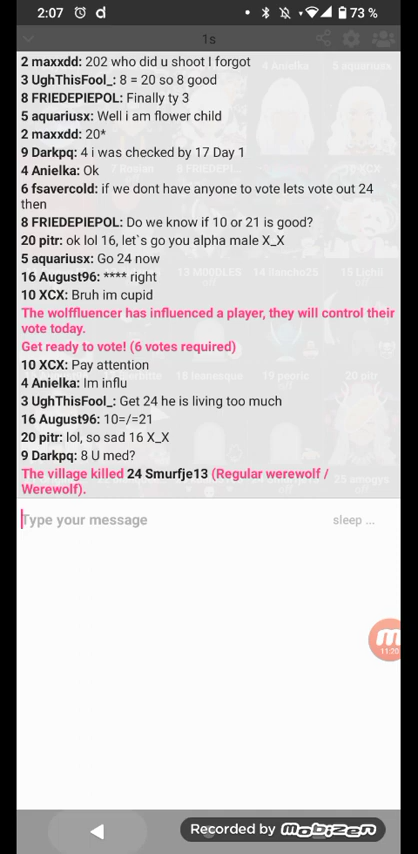 2:07
d
73 %
1s
4 Anielka
5 aquariusx
2 maxxdd: 202 who did u shoot I forgot
3 UghThisFool_: 8 = 20 so 8 good
8 FRIEDEPIEPOL: Finally ty 3
5 aquariusx: Well i am flower child
2 maxxdd: 20*
9 Darkpq: 4 i was checked by 17 Day 1
4 Anielka: Ok
6 fsavercold: if we dont have anyone to vote lets vote out 24
then
8 FRIEDEPIEPOL: Do we know if 10 or 21 is good?
20 pitr: ok lol 16, let`s go you alpha male X_X
5 aquariusx: Go 24 now
16 August96: **** right
10 XCX: Bruh im cupid
The wolffluencer has influenced a player, they will control their
vote today.
Get ready to vote! (6 votes required)
10 XCX: Pay attention
4 Anielka: Im influ
3 UghThisFool_: Get 24 he is living too much
16 August96: 10=/=21
20 pitr: lol, so sad 16 X_X
9 Darkpq: 8 U med?
The village killed 24 Smurfje13 (Regular werewolf /
Werewolf).
Type your message
sleep ...
11:20
Recorded by mobizen